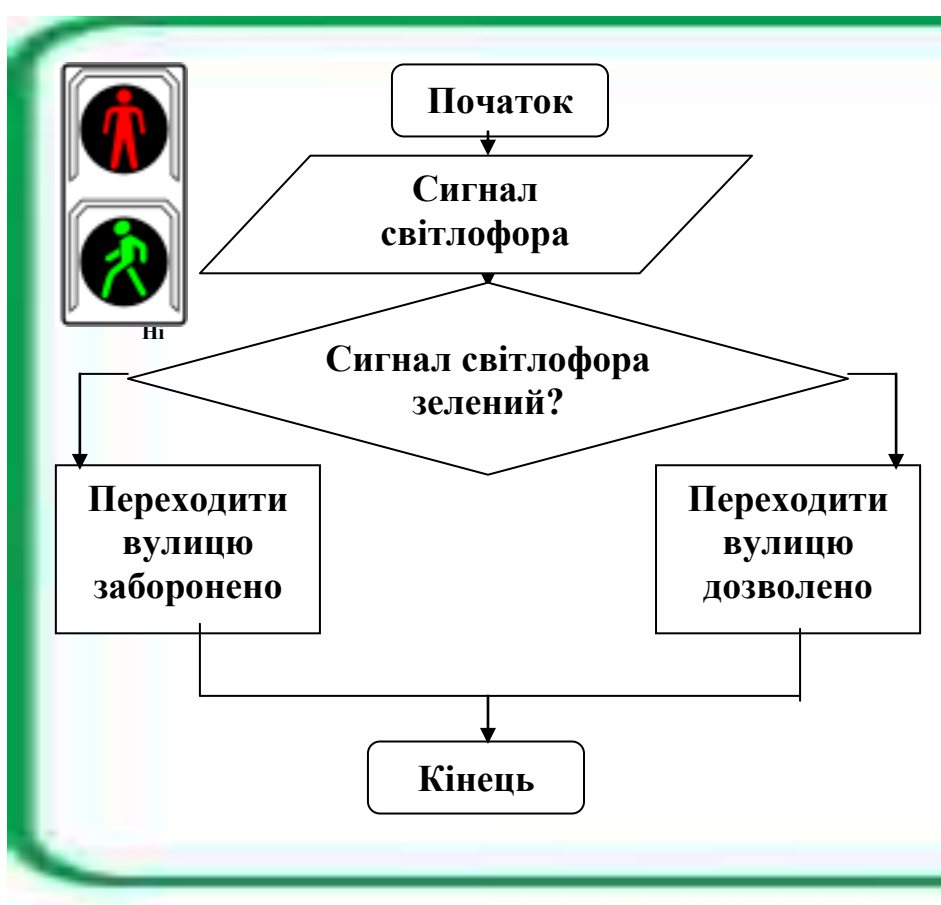 Початок
Сигнал
світлофора
Ні
Сигнал світлофора
зелений?
Переходити
вулицю
заборонено
Переходити
вулицю
дозволено
Кінець